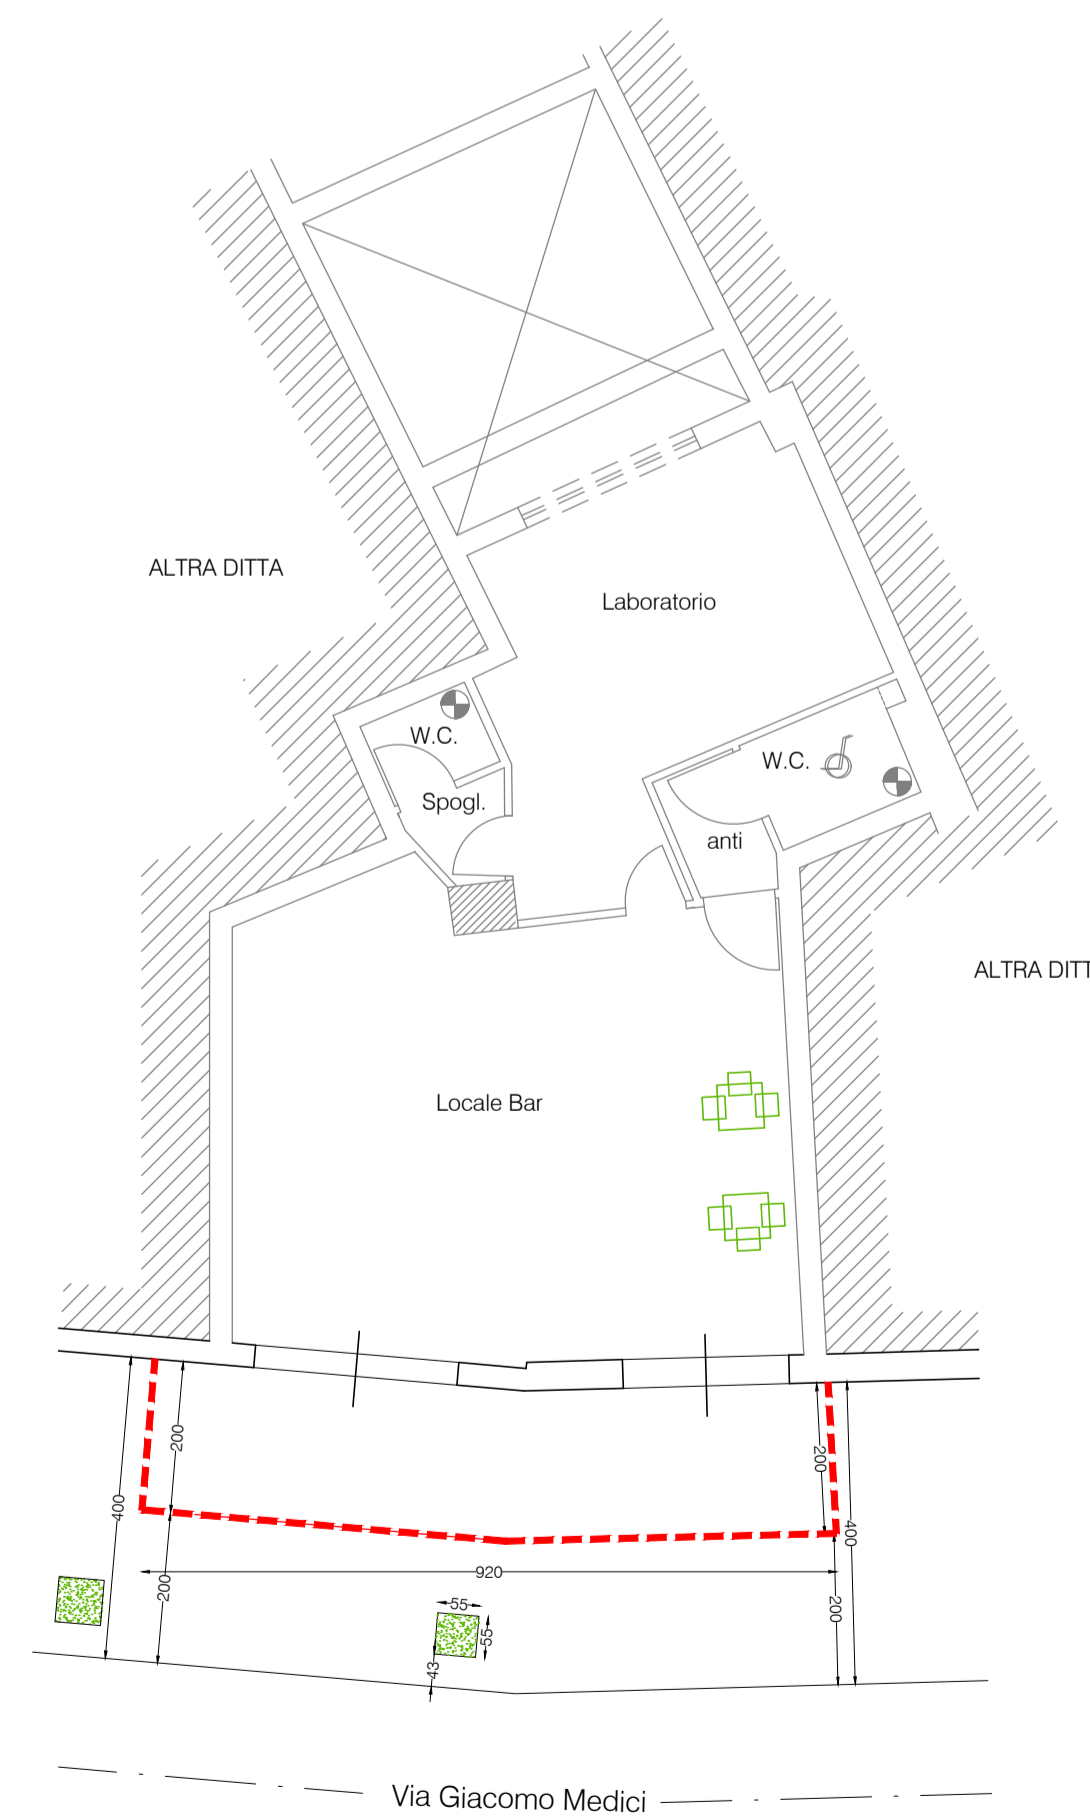 ALTRA DITTA
Laboratorio
W.C.
W.C.
Spogl.
anti
ALTRA DITT
Locale Bar
200
200
400
400
920
200
55
200
55
43
Via Giacomo Medici